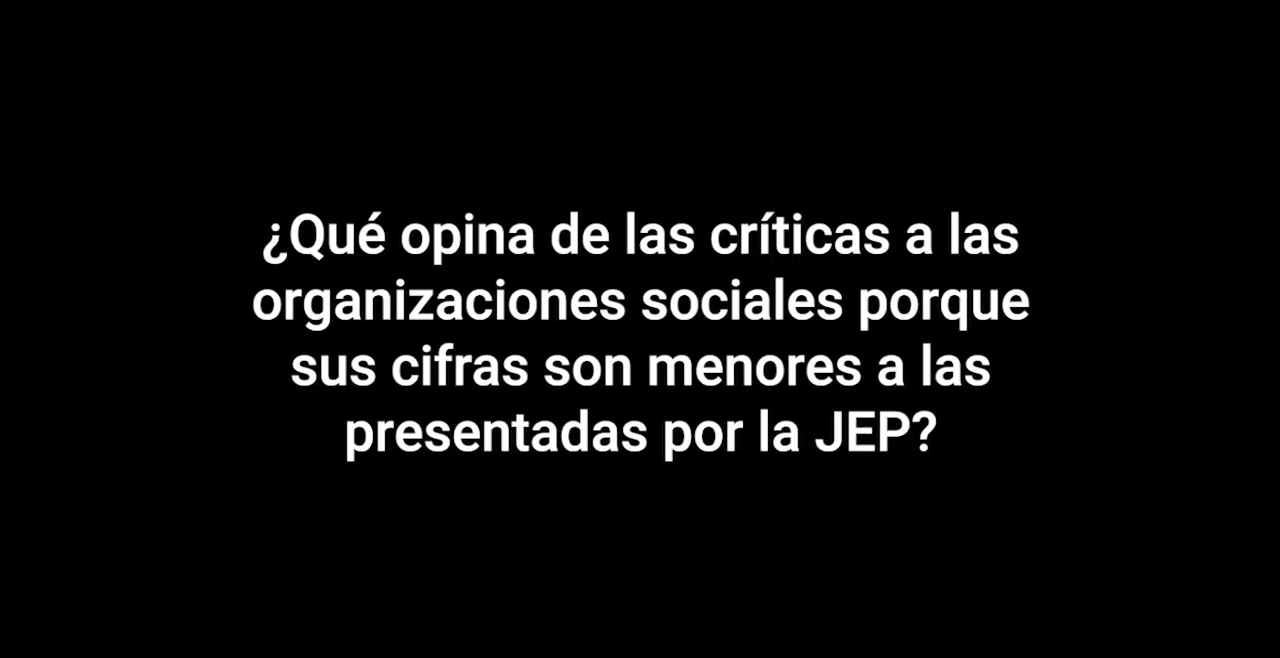 ¿Qué opina de las críticas a las
organizaciones sociales porque
sus cifras son menores a las
presentadas por la JEP?